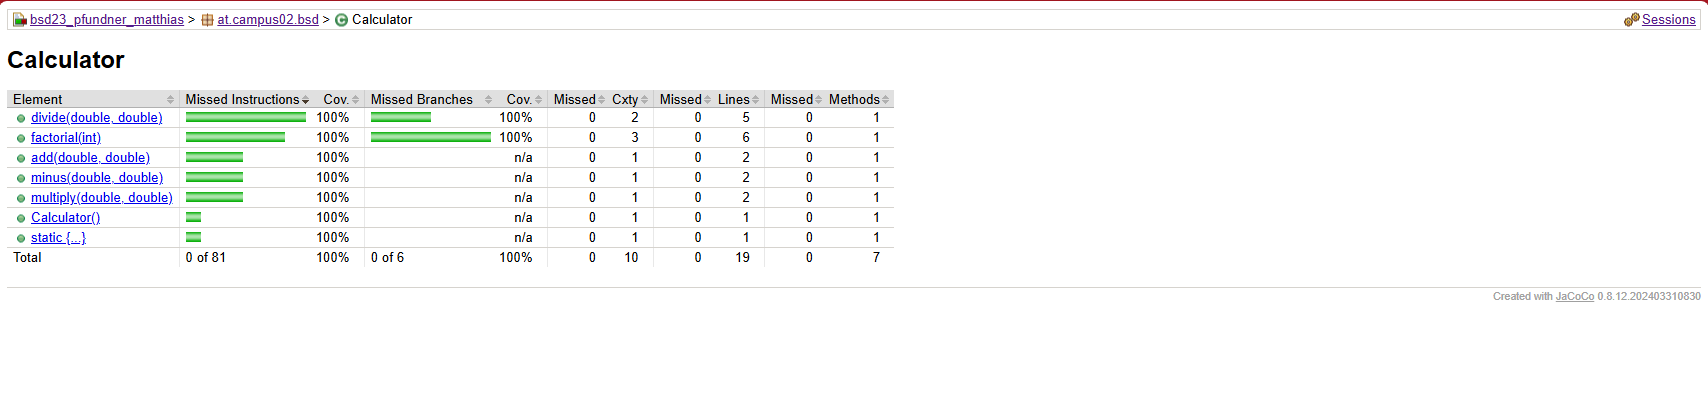 bsd23_pfundner_matthias > at.campus02.bsd > Calculator Sessions
Calculator
Element Missed Instructions Cov. Missed Branches Cov. Missed Cxty Missed Lines Missed Methods
divide(double, double) 100% 100% 0 2 0 5 0 1
factorial(int) 100% 100% 0 3 0 6 0 1
add(double, double) 100% n/a 0 1 0 2 0 1
minus(double, double) 100% n/a 0 1 0 2 0 1
multiply(double, double) 100% n/a 0 1 0 2 0 1
Calculator() 100% n/a 0 1 0 1 0 1
static {...} 100% n/a 0 1 0 1 0 1
Total 0 of 81 100% 0 of 6 100% 0 10 0 19 0 7
Created with JaCoCo 0.8.12.202403310830